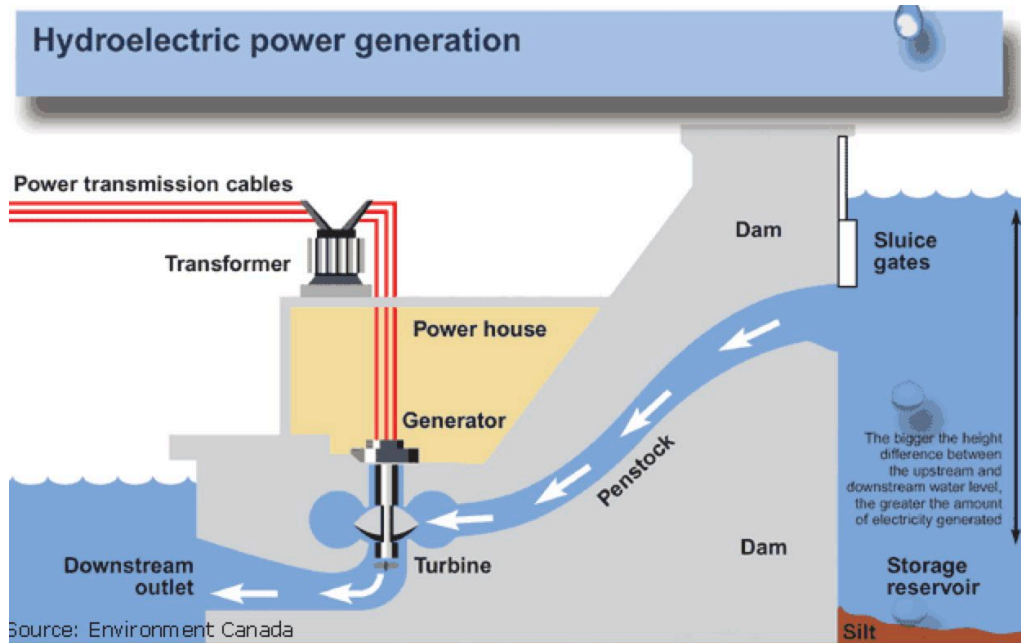 Hydroelectric power generation
Power transmission cables
Transformer
Dam
Sluice
gates
Power house
Generator
Penstock
The bigger the height
difference between
the upstream and
downstream water level,
the greater the amount
of electricity generated
Downstream
outlet
Turbine
Dam
Storage
reservoir
Source: Environment Canada
Silt